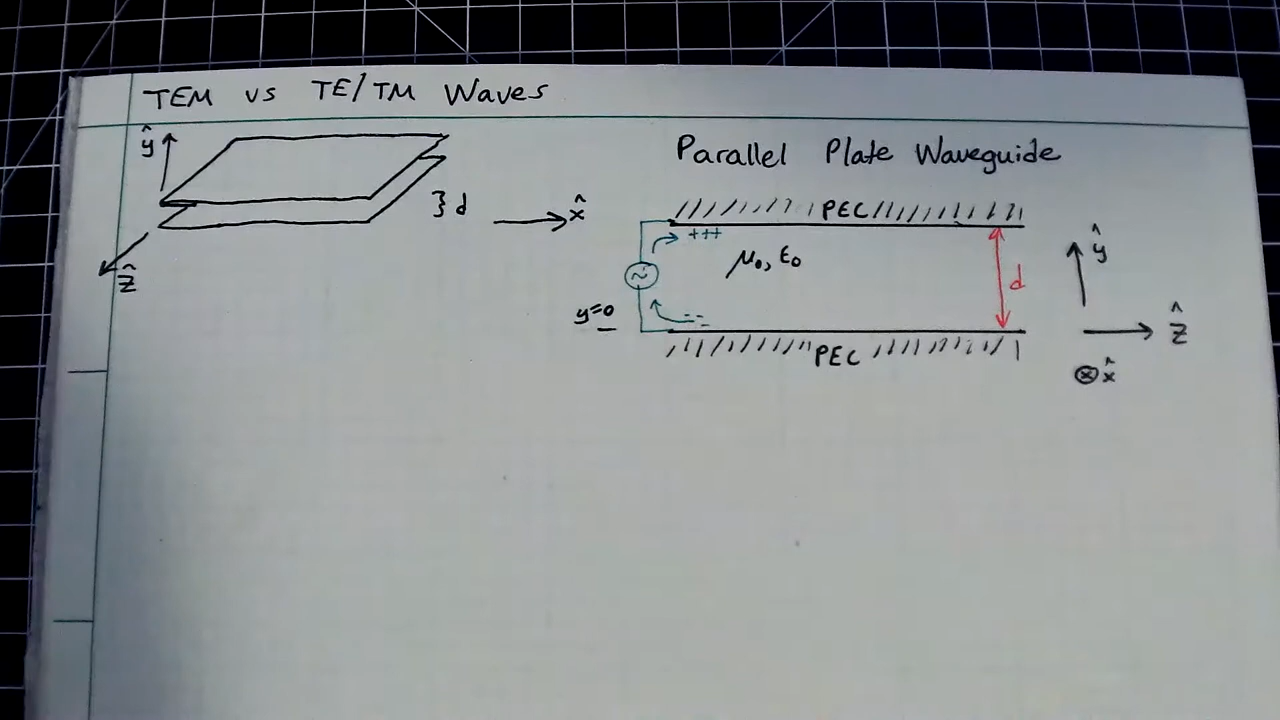 TEM vs TE/TM Waves
ŷ
} d
x̂
ẑ
Parallel Plate Waveguide
PEC
+++
μ₀, ε₀
~
d
y=0
--
PEC
ŷ
ẑ
⊗ x̂